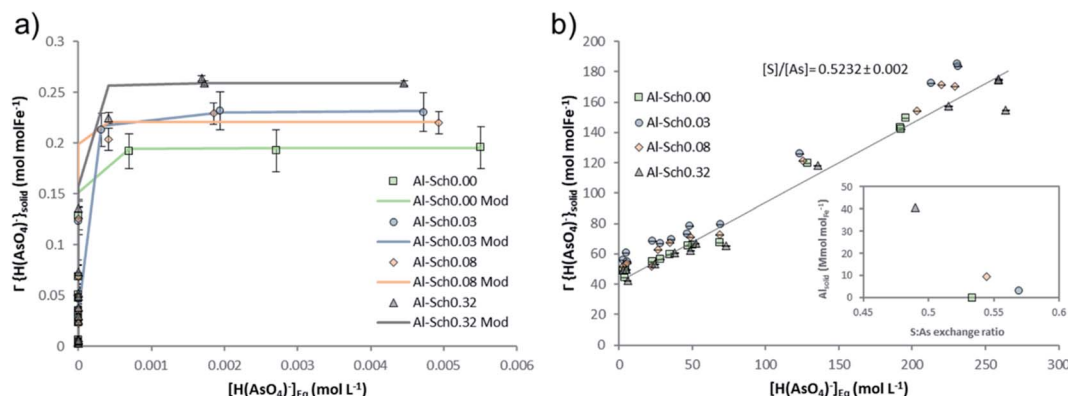 a)
Γ {H(AsO₄)⁻}solid (mol molFe⁻¹)
0.3
0.25
0.2
0.15
0.1
0.05
0
0 0.001 0.002 0.003 0.004 0.005 0.006
[H(AsO₄)⁻]Eq (mol L⁻¹)
Al-Sch0.00
Al-Sch0.00 Mod
Al-Sch0.03
Al-Sch0.03 Mod
Al-Sch0.08
Al-Sch0.08 Mod
Al-Sch0.32
Al-Sch0.32 Mod
b)
Γ {H(AsO₄)⁻}solid (mol molFe⁻¹)
200
180
160
140
120
100
80
60
40
20
0
0 50 100 150 200 250 300
[H(AsO₄)⁻]Eq (mol L⁻¹)
[S]/[As]= 0.5232 ± 0.002
Al-Sch0.00
Al-Sch0.03
Al-Sch0.08
Al-Sch0.32
Alsolid (Mmol molFe⁻¹)
50
40
30
20
10
0
0.45 0.5 0.55 0.6
S:As exchange ratio